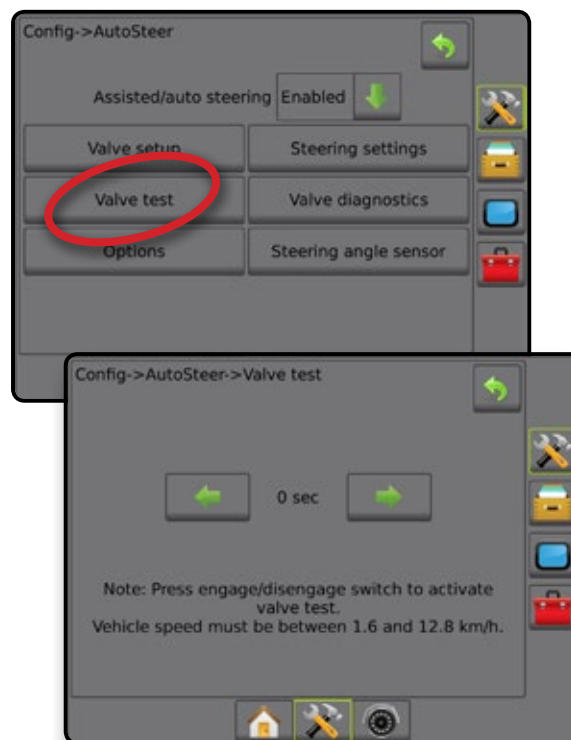 Config->AutoSteer
Assisted/auto steering Enabled
Valve setup Steering settings
Valve test Valve diagnostics
Options Steering angle sensor
Config->AutoSteer->Valve test
0 sec
Note: Press engage/disengage switch to activate
valve test.
Vehicle speed must be between 1.6 and 12.8 km/h.